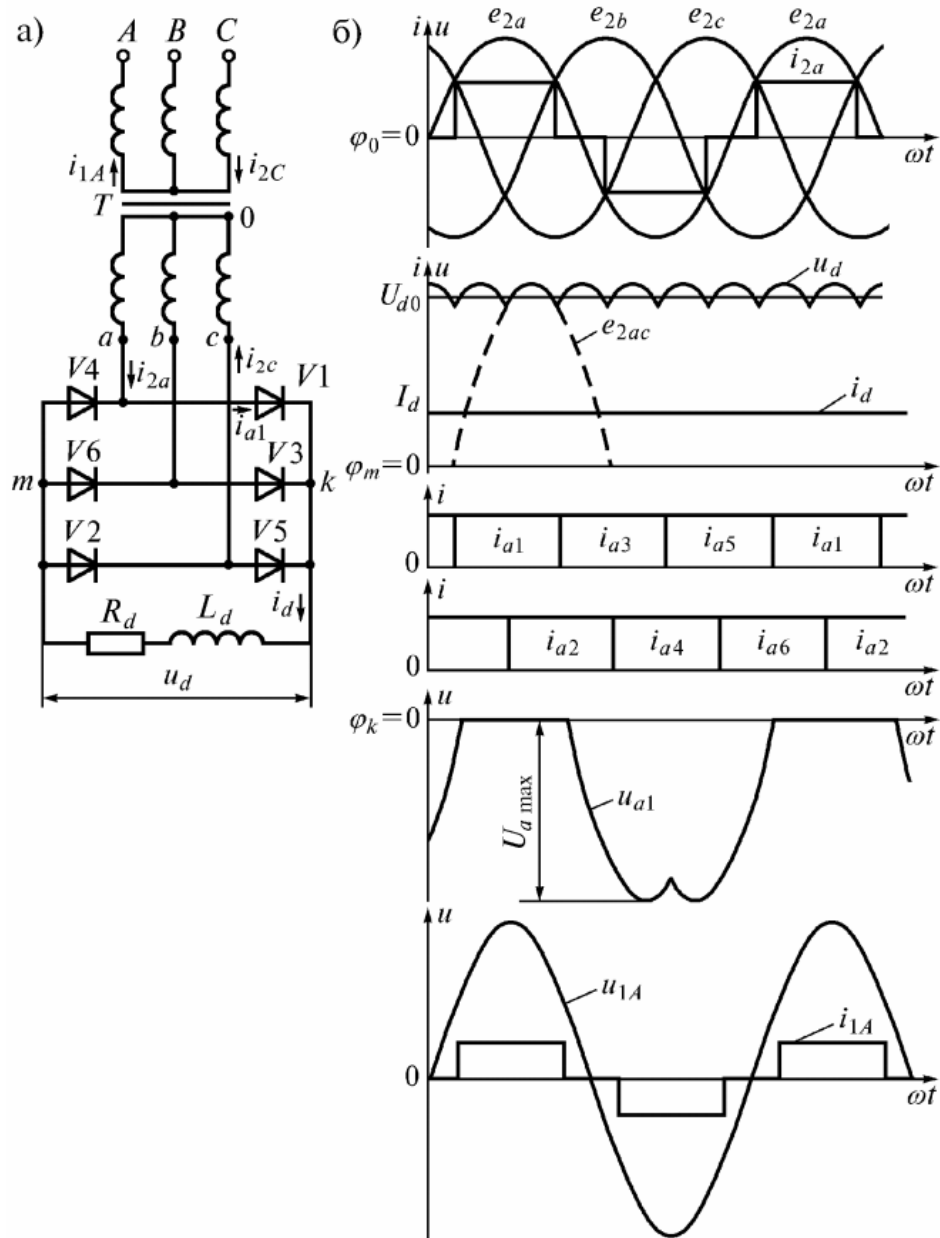 а)
A B C
i1A i2C
T 0
a b c
i2a i2c
V4 V1
ia1
V6 V3
m k
V2 V5
id
Rd Ld
ud
б)
i u e2a e2b e2c e2a
i2a
φ0=0 ωt
i u ud
Ud0
e2ac
Id id
φm=0 ωt
i
ia1 ia3 ia5 ia1
0 ωt
i
ia2 ia4 ia6 ia2
0 ωt
u
φk=0 ωt
Ua max
ua1
u
u1A
i1A
0 ωt